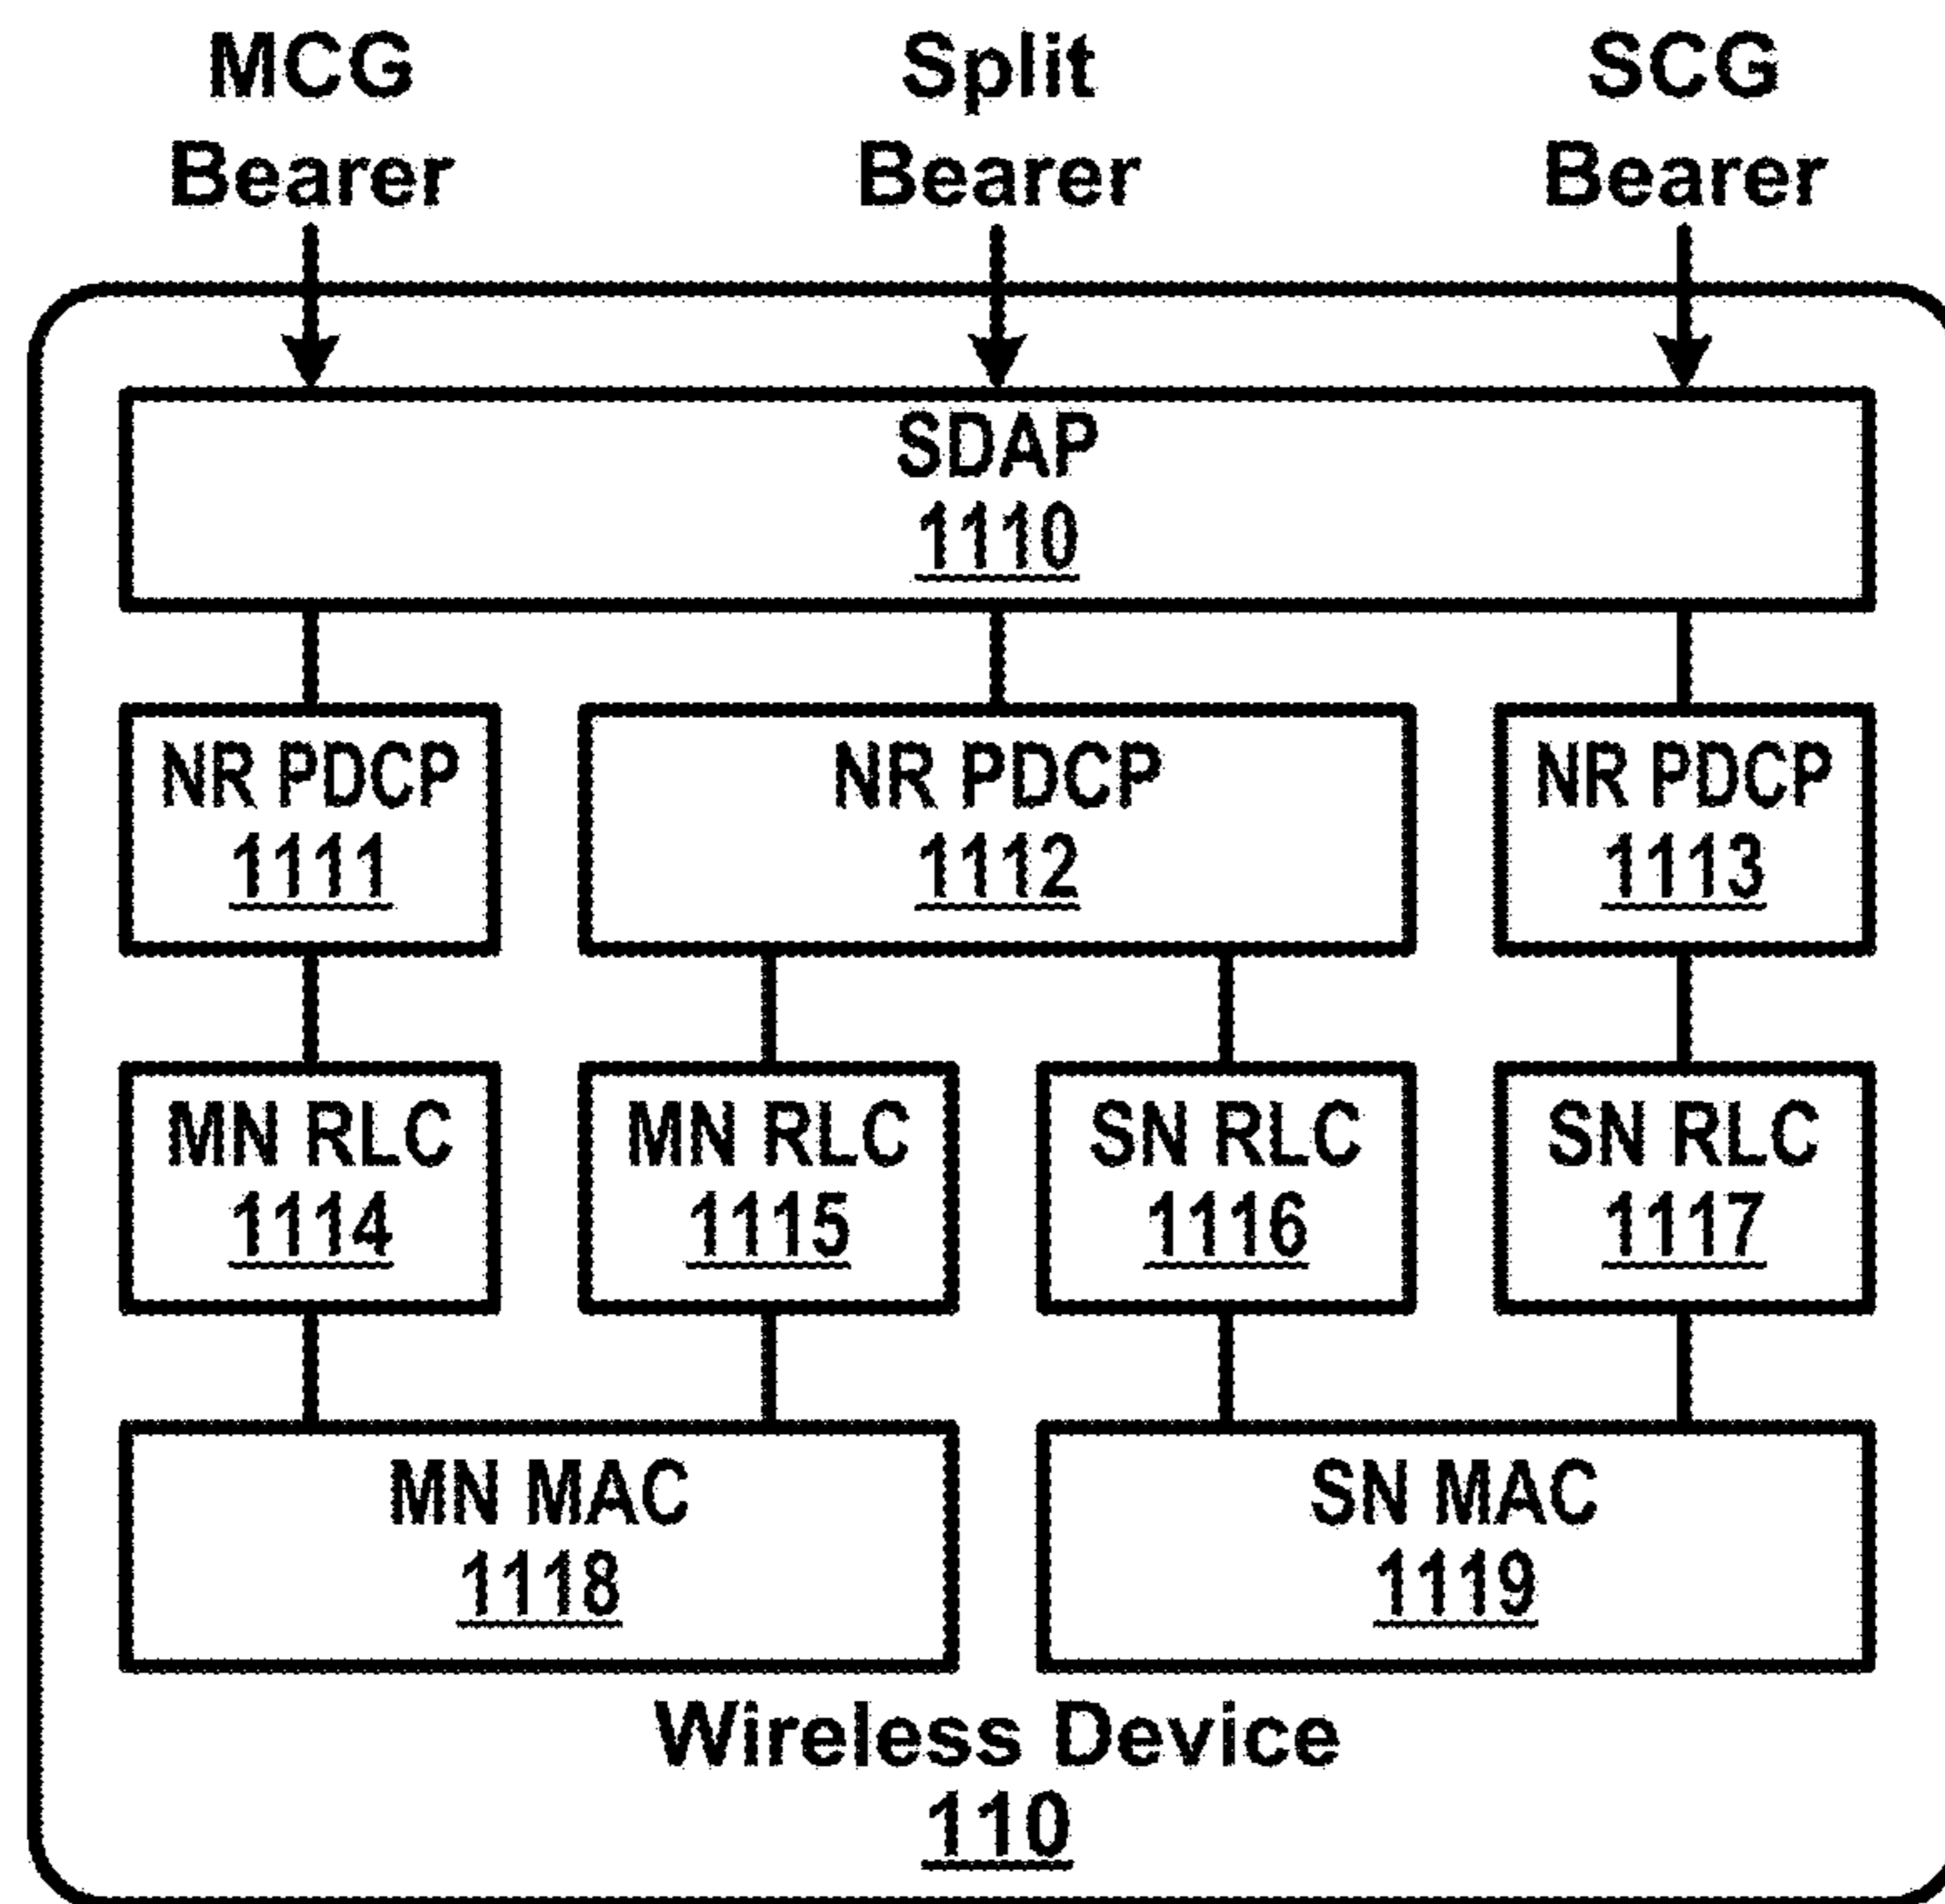 MCG
Bearer
Split
Bearer
SCG
Bearer
SDAP
1110
NR PDCP
1111
NR PDCP
1112
NR PDCP
1113
MN RLC
1114
MN RLC
1115
SN RLC
1116
SN RLC
1117
MN MAC
1118
SN MAC
1119
Wireless Device
110